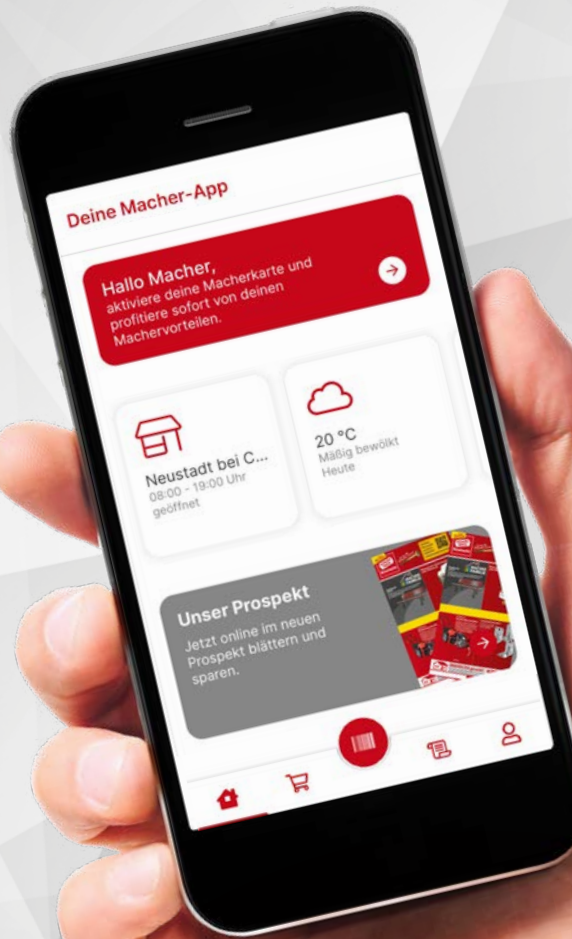 Deine Macher-App
Hallo Macher,
aktiviere deine Macherkarte und
profitiere sofort von deinen
Machervorteilen.
Neustadt bei C...
08:00 - 19:00 Uhr
geöffnet
20 °C
Mäßig bewölkt
Heute
Unser Prospekt
Jetzt online im neuen
Prospekt blättern und
sparen.